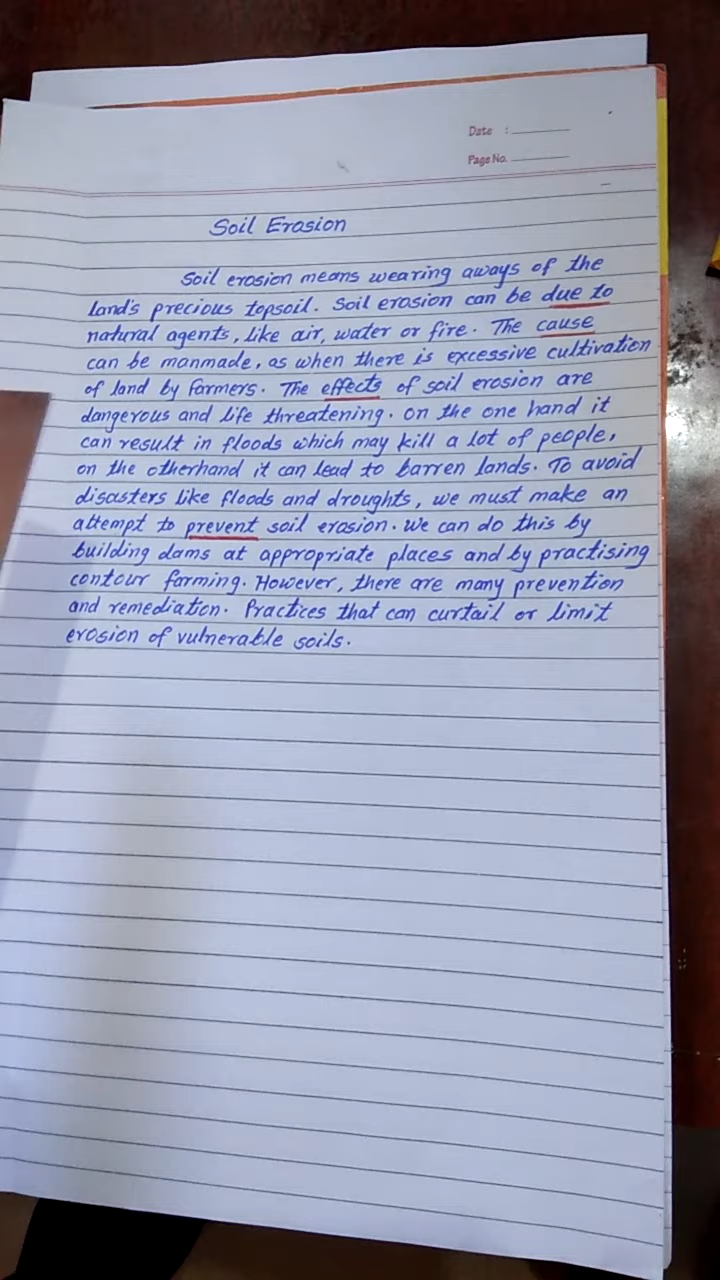 Date : ________
Page No. ________
Soil Erosion
Soil erosion means wearing aways of the
land's precious topsoil. Soil erosion can be due to
natural agents, like air, water or fire. The cause
can be manmade, as when there is excessive cultivation
of land by farmers. The effects of soil erosion are
dangerous and life threatening. on the one hand it
can result in floods which may kill a lot of people,
on the otherhand it can lead to barren lands. To avoid
disasters like floods and droughts, we must make an
attempt to prevent soil erosion. we can do this by
building dams at appropriate places and by practising
contour farming. However, there are many prevention
and remediation. Practices that can curtail or limit
erosion of vulnerable soils.